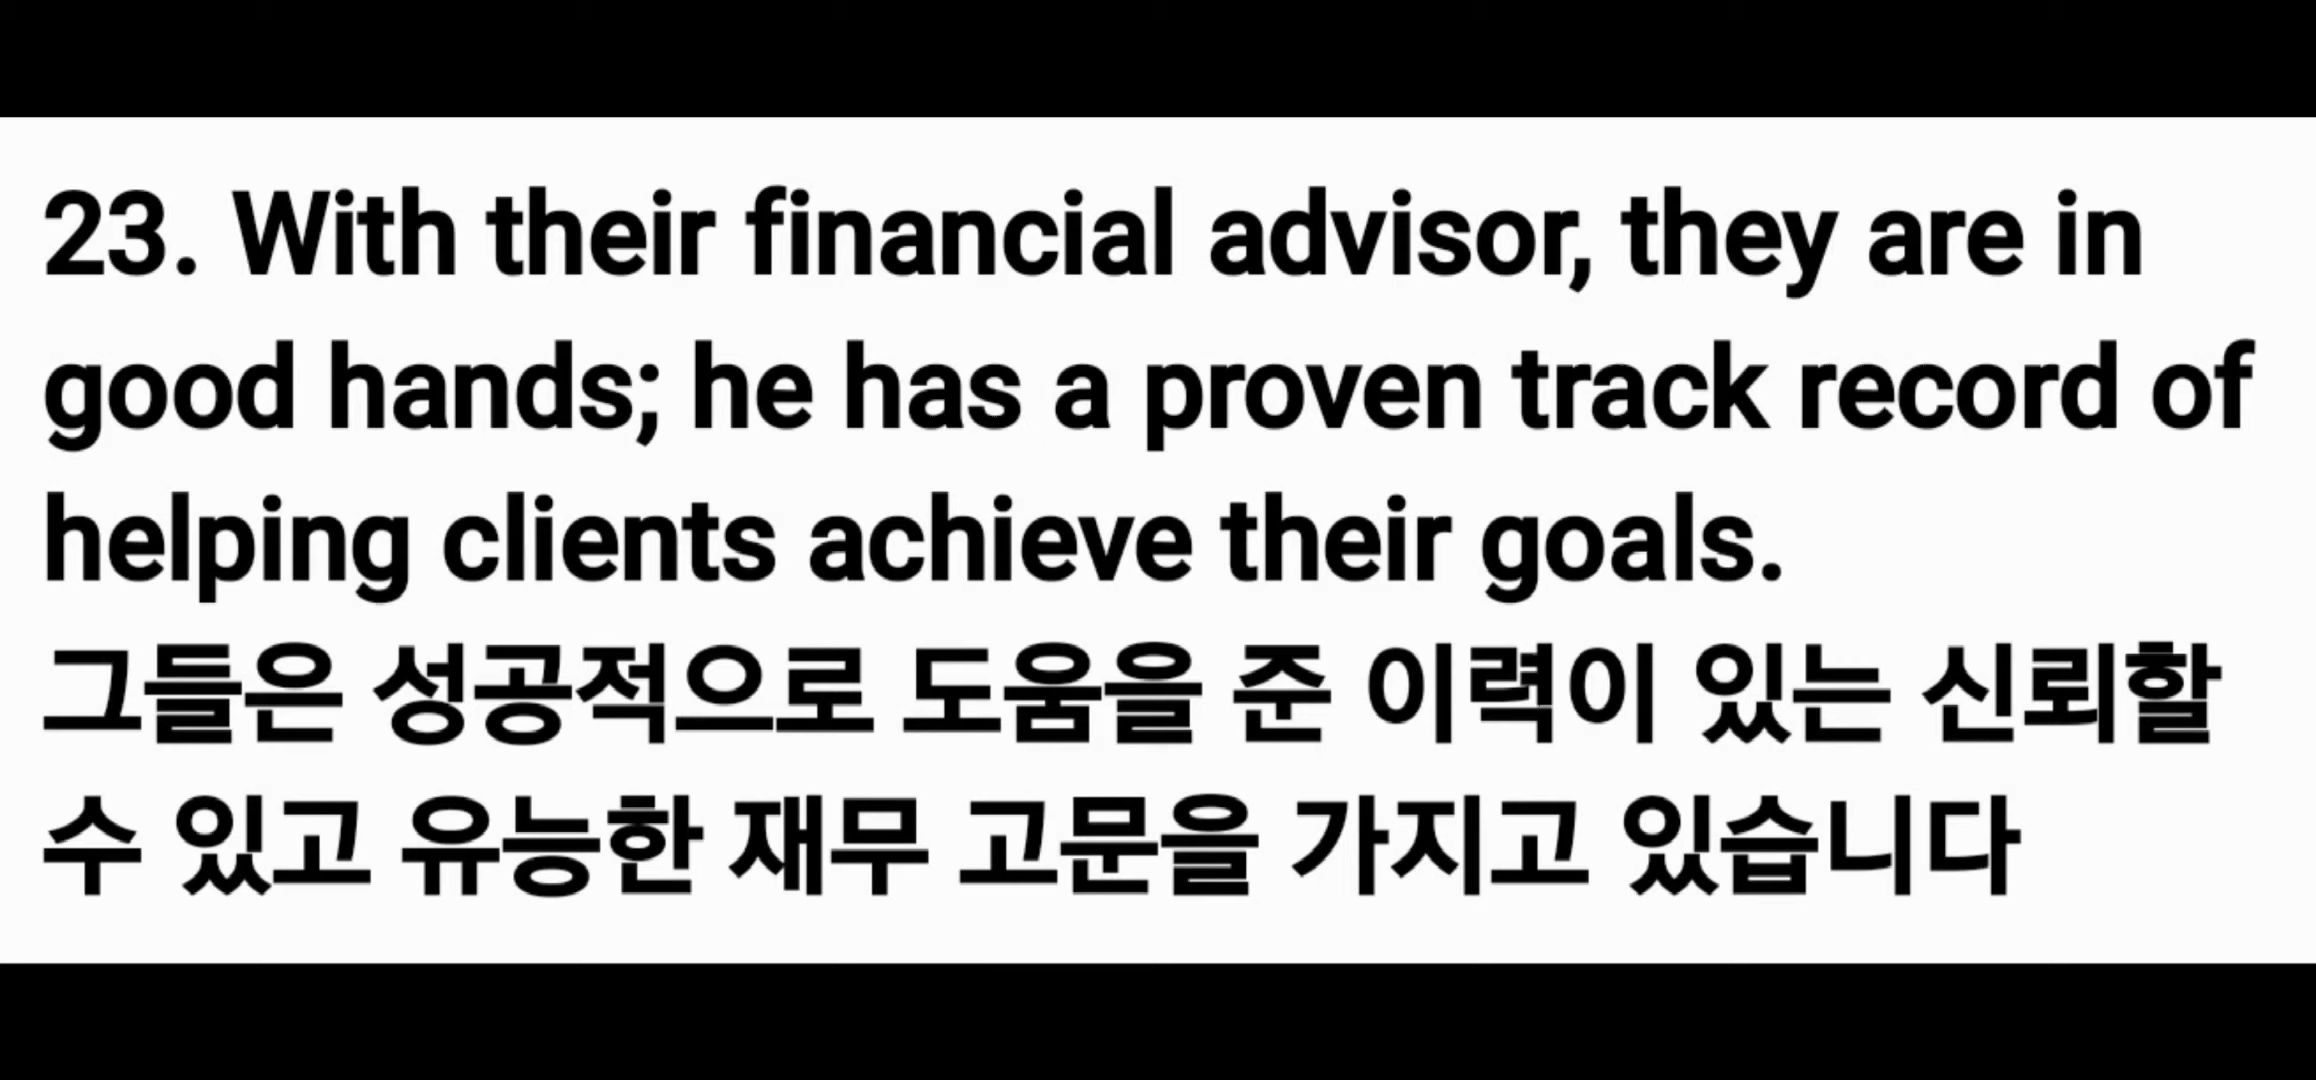 23. With their financial advisor, they are in
good hands; he has a proven track record of
helping clients achieve their goals.
그들은 성공적으로 도움을 준 이력이 있는 신뢰할
수 있고 유능한 재무 고문을 가지고 있습니다